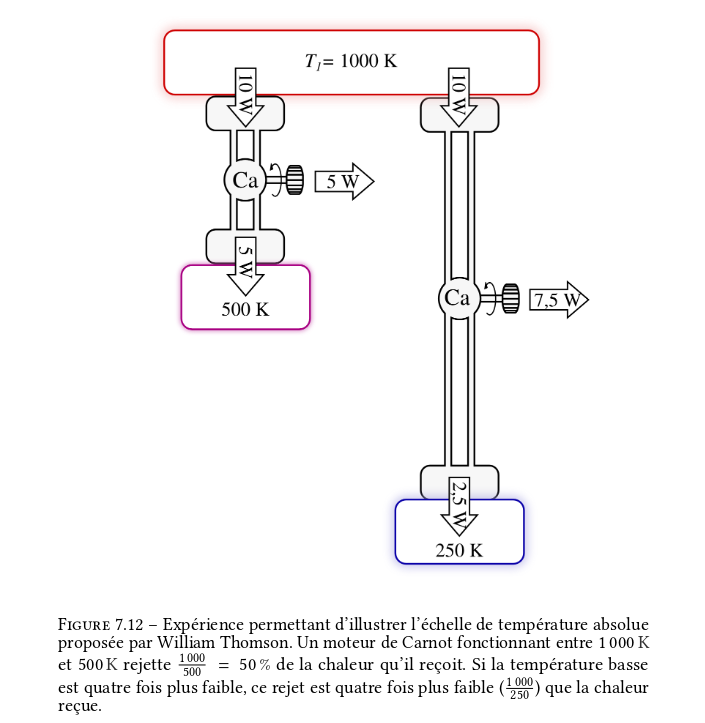 T₁= 1000 K
10 W
10 W
Ca
5 W
5 W
500 K
Ca
7,5 W
2,5 W
250 K
FIGURE 7.12 – Expérience permettant d'illustrer l'échelle de température absolue
proposée par William Thomson. Un moteur de Carnot fonctionnant entre 1 000 K
et 500 K rejette 1 000/500 = 50 % de la chaleur qu'il reçoit. Si la température basse
est quatre fois plus faible, ce rejet est quatre fois plus faible (1 000/250) que la chaleur
reçue.